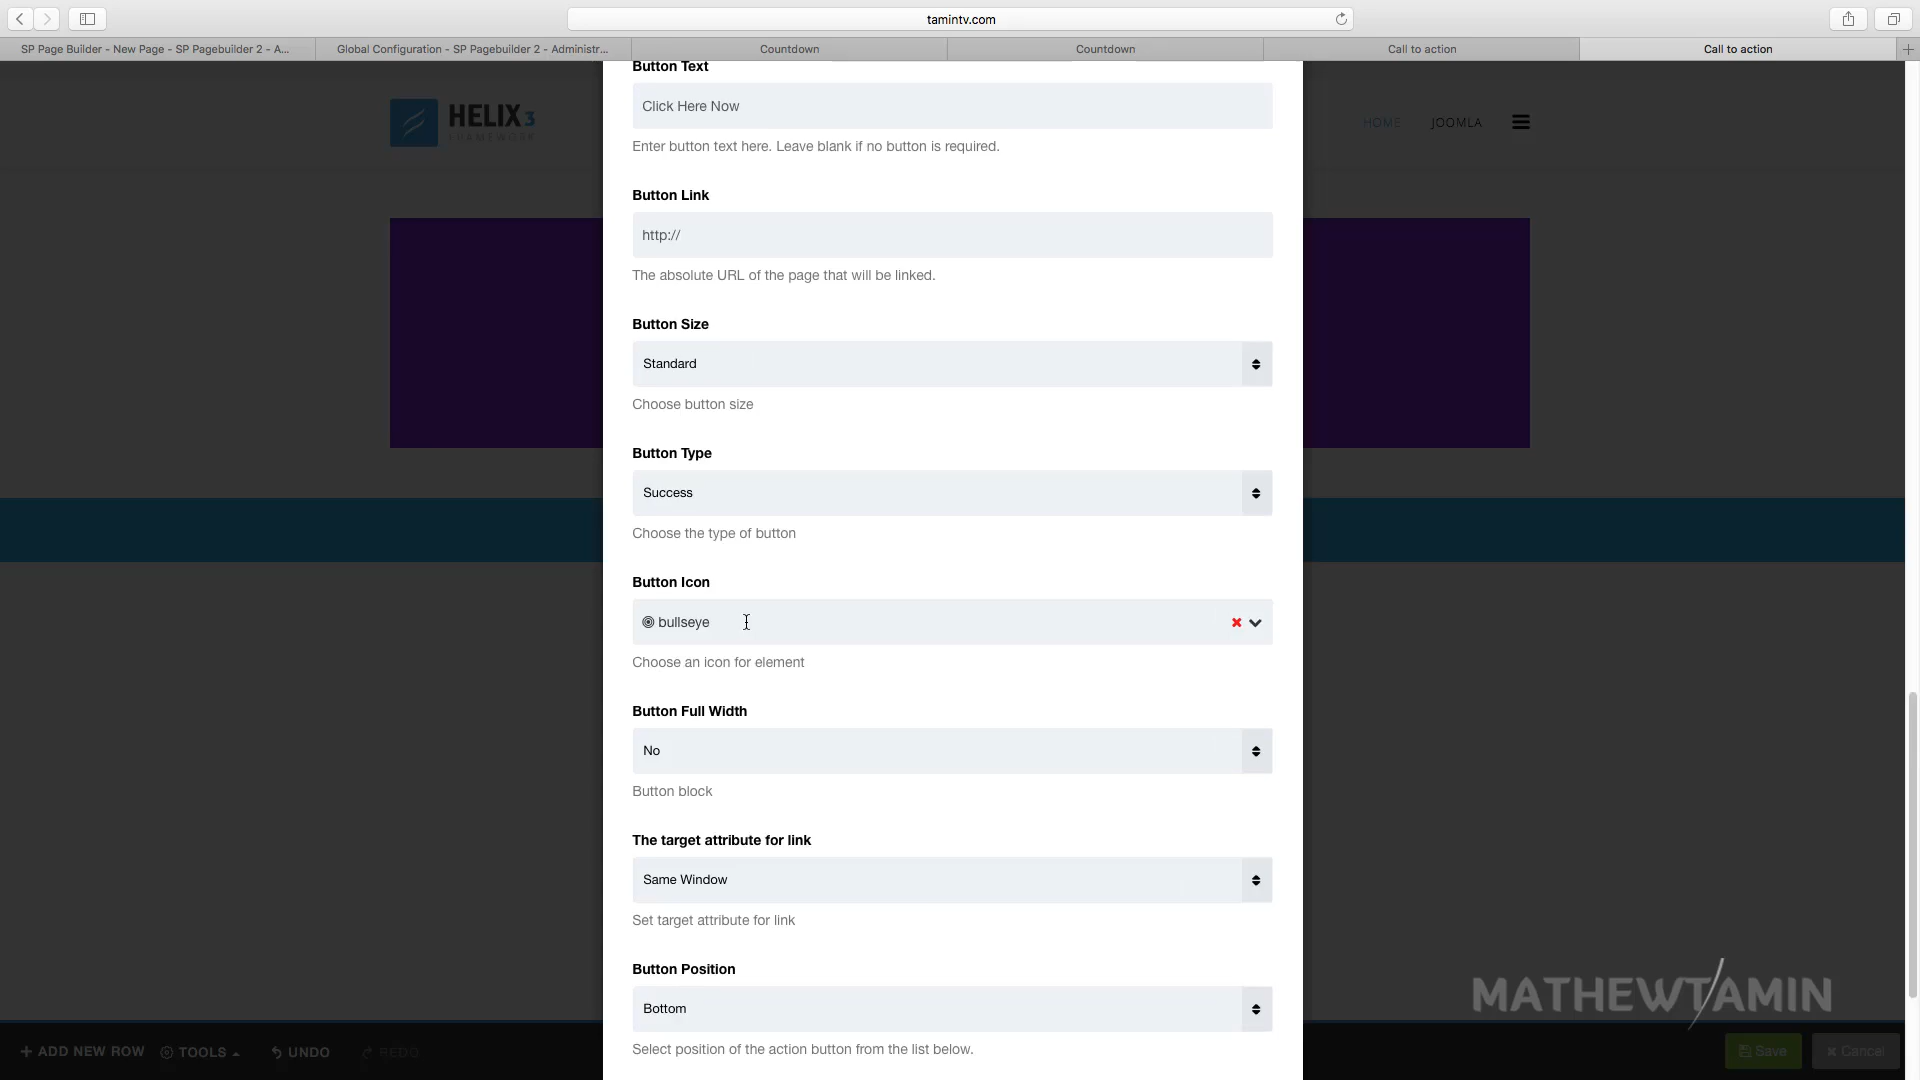 tamintv.com
SP Page Builder - New Page - SP Pagebuilder 2 - A...
Global Configuration - SP Pagebuilder 2 - Administr...
Countdown
Countdown
Call to action
Call to action
HELIX3
FRAMEWORK
HOME
JOOMLA
Button Text
Click Here Now
Enter button text here. Leave blank if no button is required.
Button Link
http://
The absolute URL of the page that will be linked.
Button Size
Standard
Choose button size
Button Type
Success
Choose the type of button
Button Icon
bullseye
Choose an icon for element
Button Full Width
No
Button block
The target attribute for link
Same Window
Set target attribute for link
Button Position
Bottom
Select position of the action button from the list below.
MATHEWTAMIN
ADD NEW ROW
TOOLS
UNDO
REDO
Save
Cancel